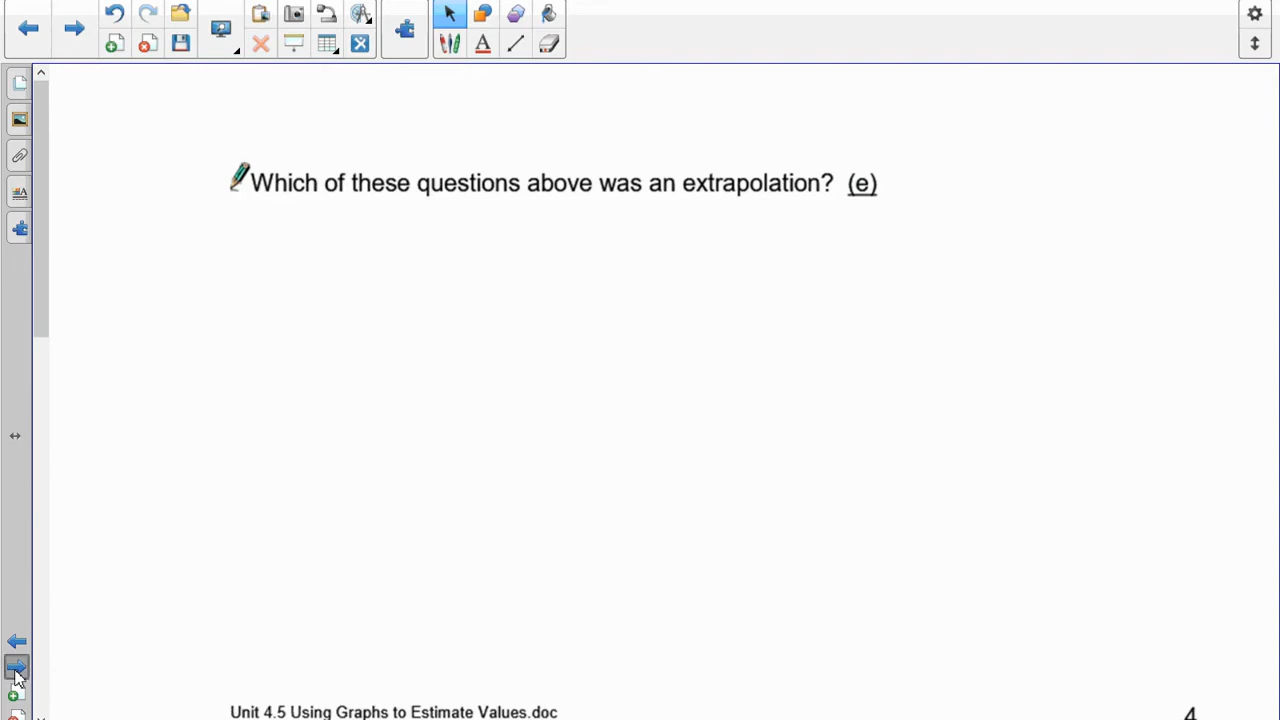 Which of these questions above was an extrapolation? (e)
Unit 4.5 Using Graphs to Estimate Values.doc
4